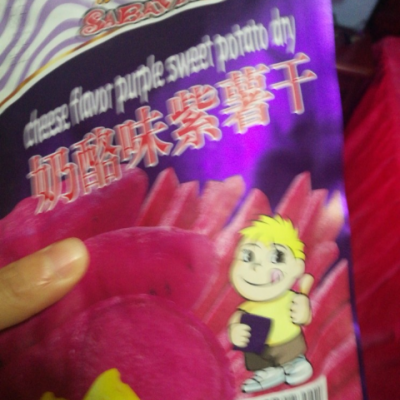 cheese flavor purple sweet potato dry
奶酪味紫薯干